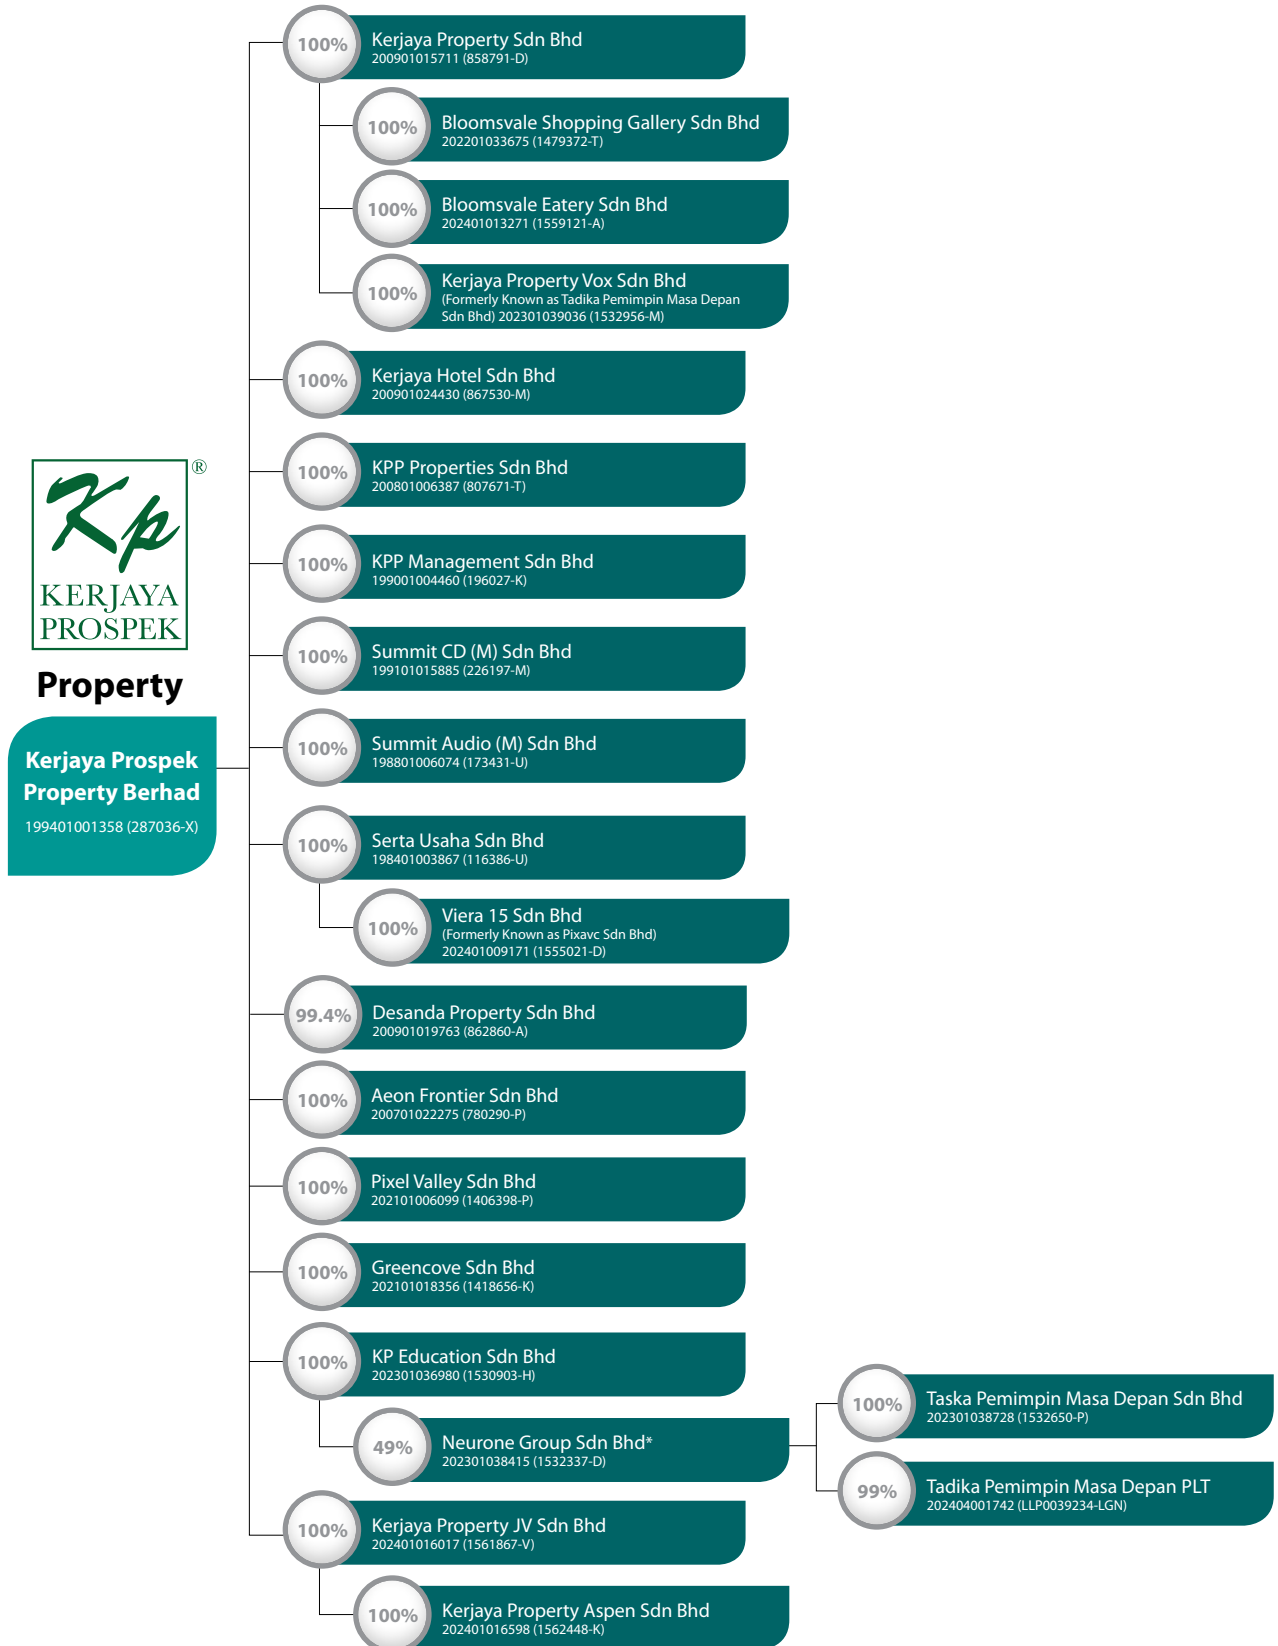 100%
Kerjaya Property Sdn Bhd
200901015711 (858791-D)
100%
Bloomsvale Shopping Gallery Sdn Bhd
202201033675 (1479372-T)
100%
Bloomsvale Eatery Sdn Bhd
202401013271 (1559121-A)
100%
Kerjaya Property Vox Sdn Bhd
(Formerly Known as Tadika Pemimpin Masa Depan
Sdn Bhd) 202301039036 (1532956-M)
100%
Kerjaya Hotel Sdn Bhd
200901024430 (867530-M)
100%
KPP Properties Sdn Bhd
200801006387 (807671-T)
100%
KPP Management Sdn Bhd
199001004460 (196027-K)
100%
Summit CD (M) Sdn Bhd
199101015885 (226197-M)
100%
Summit Audio (M) Sdn Bhd
198801006074 (173431-U)
Kp ®
KERJAYA
PROSPEK
Property
Kerjaya Prospek
Property Berhad
199401001358 (287036-X)
100%
Serta Usaha Sdn Bhd
198401003867 (116386-U)
100%
Viera 15 Sdn Bhd
(Formerly Known as Pixavc Sdn Bhd)
202401009171 (1555021-D)
99.4%
Desanda Property Sdn Bhd
200901019763 (862860-A)
100%
Aeon Frontier Sdn Bhd
200701022275 (780290-P)
100%
Pixel Valley Sdn Bhd
202101006099 (1406398-P)
100%
Greencove Sdn Bhd
202101018356 (1418656-K)
100%
KP Education Sdn Bhd
202301036980 (1530903-H)
49%
Neurone Group Sdn Bhd*
202301038415 (1532337-D)
100%
Taska Pemimpin Masa Depan Sdn Bhd
202301038728 (1532650-P)
99%
Tadika Pemimpin Masa Depan PLT
202404001742 (LLP0039234-LGN)
100%
Kerjaya Property JV Sdn Bhd
202401016017 (1561867-V)
100%
Kerjaya Property Aspen Sdn Bhd
202401016598 (1562448-K)